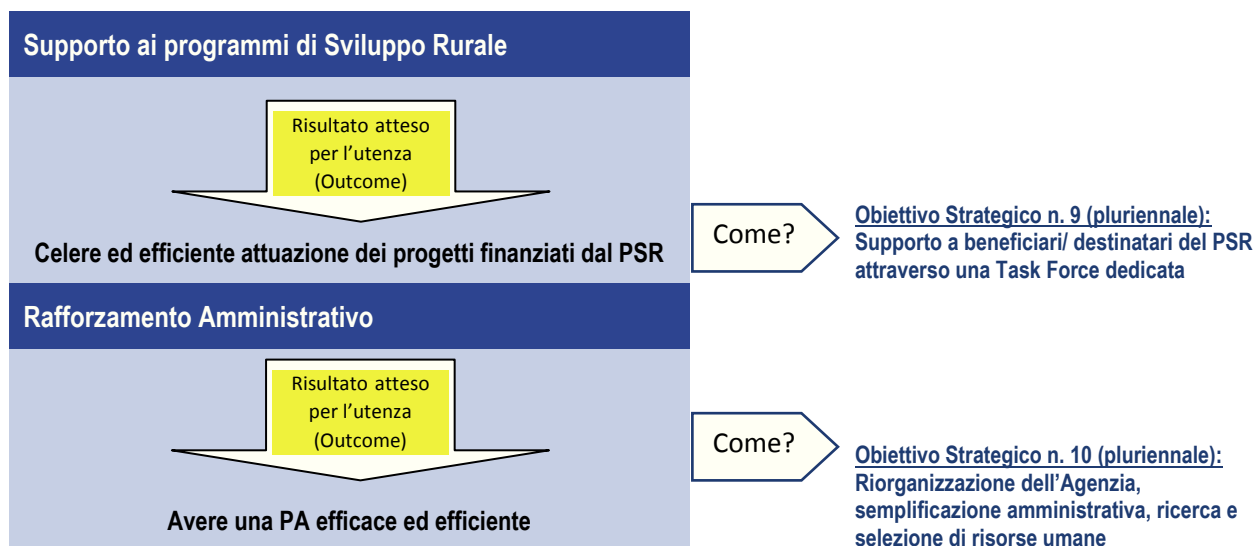 Supporto ai programmi di Sviluppo Rurale
Risultato atteso
per l'utenza
(Outcome)
Celere ed efficiente attuazione dei progetti finanziati dal PSR
Come?
Obiettivo Strategico n. 9 (pluriennale):
Supporto a beneficiari/ destinatari del PSR
attraverso una Task Force dedicata
Rafforzamento Amministrativo
Risultato atteso
per l'utenza
(Outcome)
Avere una PA efficace ed efficiente
Come?
Obiettivo Strategico n. 10 (pluriennale):
Riorganizzazione dell'Agenzia,
semplificazione amministrativa, ricerca e
selezione di risorse umane